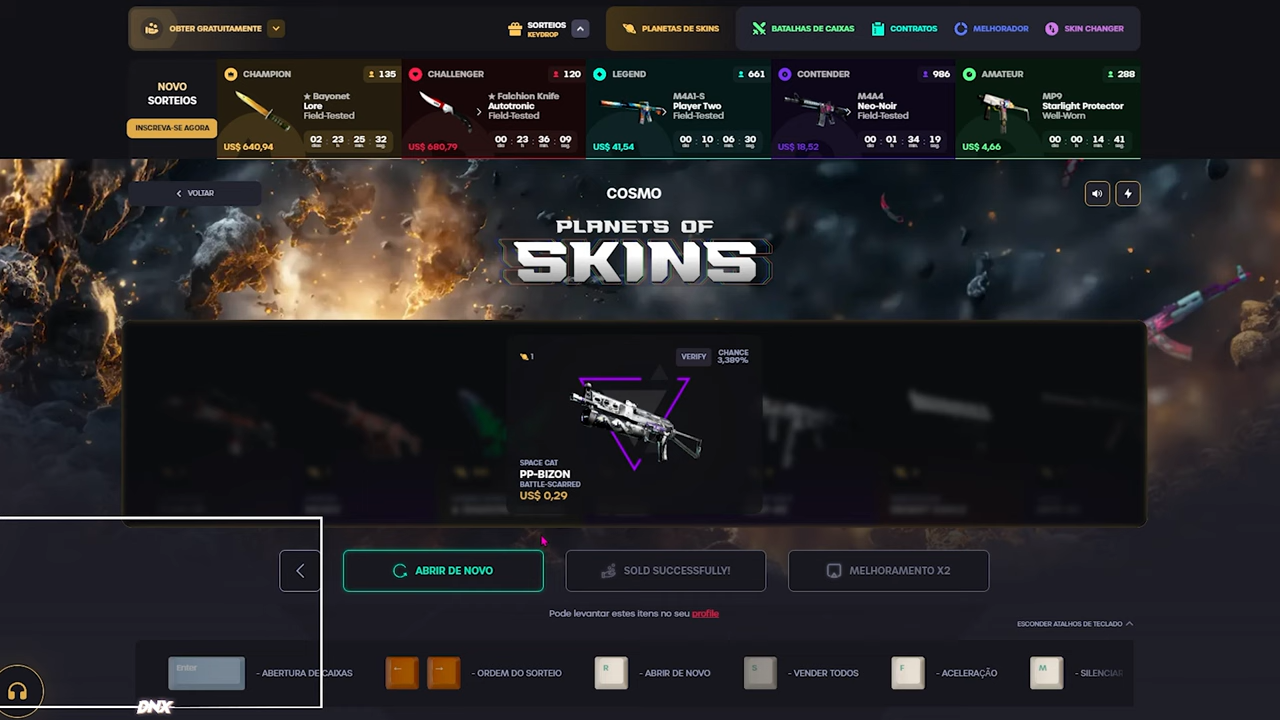 OBTER GRATUITAMENTE
SORTEIOS
KEYDROP
PLANETAS DE SKINS
BATALHAS DE CAIXAS
CONTRATOS
MELHORADOR
SKIN CHANGER
NOVO
SORTEIOS
INSCREVA-SE AGORA
CHAMPION 135
★ Bayonet
Lore
Field-Tested
US$ 640,94
02 : 23 : 25 : 32
CHALLENGER 120
★ Falchion Knife
Autotronic
Field-Tested
US$ 680,79
00 : 23 : 36 : 09
LEGEND 661
M4A1-S
Player Two
Field-Tested
US$ 41,54
00 : 10 : 06 : 30
CONTENDER 986
M4A4
Neo-Noir
Field-Tested
US$ 18,52
00 : 01 : 34 : 19
AMATEUR 288
MP9
Starlight Protector
Well-Worn
US$ 4,66
00 : 00 : 14 : 41
VOLTAR
COSMO
PLANETS OF
SKINS
1
VERIFY
CHANCE
3,389%
SPACE CAT
PP-BIZON
BATTLE-SCARRED
US$ 0,29
ABRIR DE NOVO
SOLD SUCCESSFULLY!
MELHORAMENTO X2
Pode levantar estes itens no seu profile
ESCONDER ATALHOS DE TECLADO
Enter - ABERTURA DE CAIXAS
← → - ORDEM DO SORTEIO
R - ABRIR DE NOVO
S - VENDER TODOS
F - ACELERAÇÃO
M - SILENCIAR
DNX